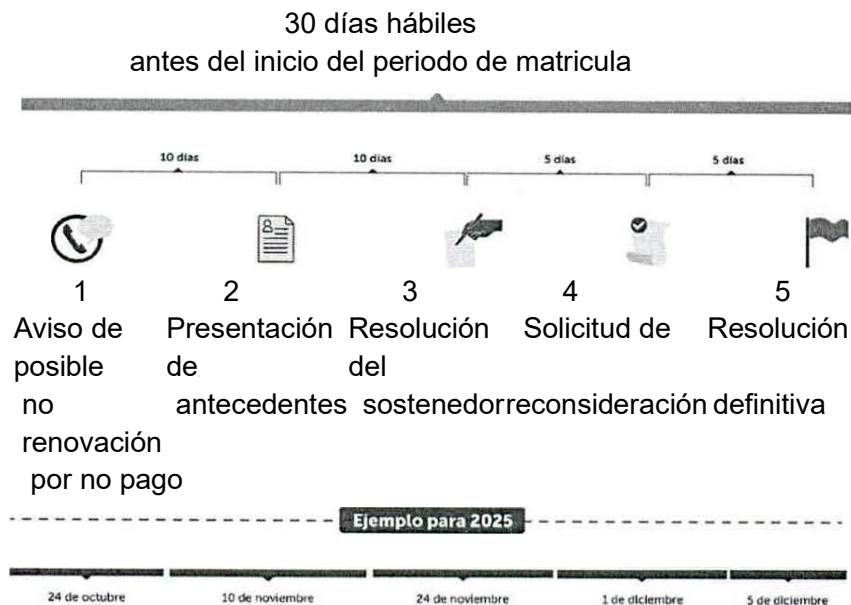 30 días hábiles
antes del inicio del periodo de matricula
10 días 10 días 5 días 5 días
1 2 3 4 5
Aviso de Presentación Resolución Solicitud de Resolución
posible de del
no antecedentes sostenedorreconsideración definitiva
renovación
por no pago
Ejemplo para 2025
24 de octubre 10 de noviembre 24 de noviembre 1 de diciembre 5 de diciembre